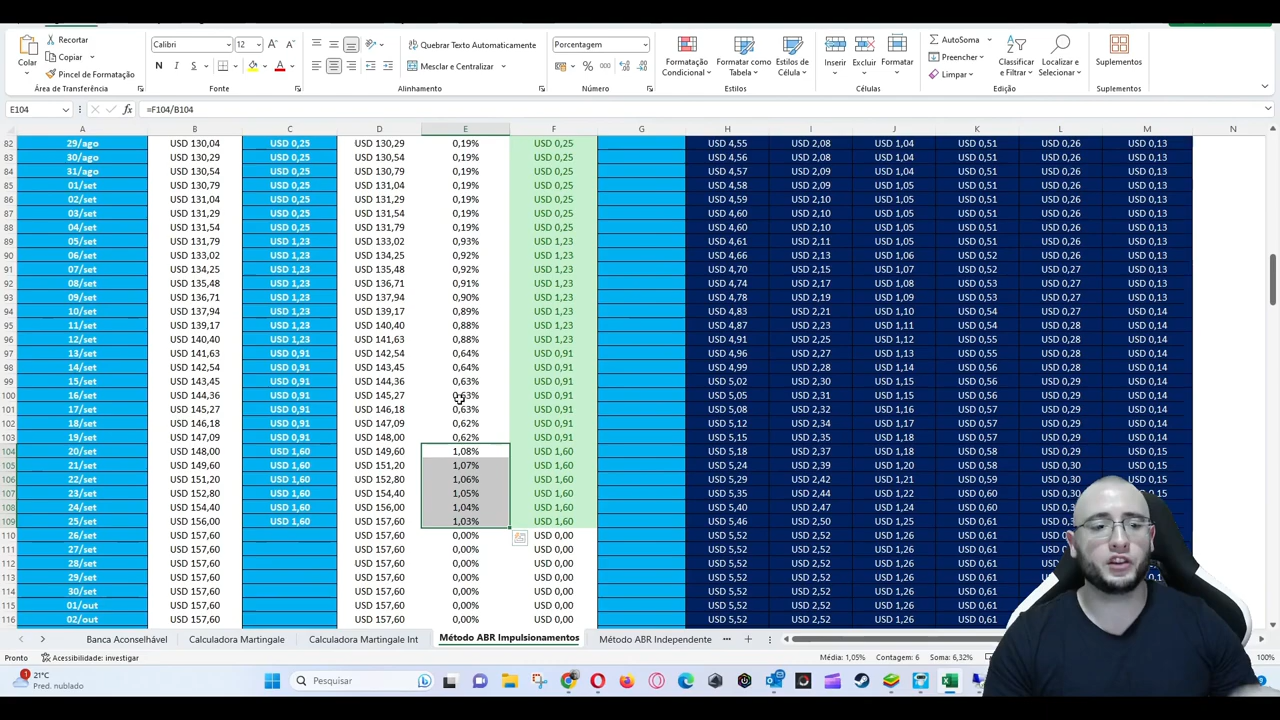 Recortar
Calibri 12 Quebrar Texto Automaticamente Porcentagem AutoSoma
Copiar Preencher
Colar Pincel de Formatação N I S Mesclar e Centralizar % 000 Formatação Condicional Formatar como Tabela Estilos de Célula Inserir Excluir Formatar Limpar Classificar e Filtrar Localizar e Selecionar Suplementos
Área de Transferência Fonte Alinhamento Número Estilos Células Edição Suplementos
E104 fx =F104/B104
A B C D E F G H I J K L M N
82 29/ago USD 130,04 USD 0,25 USD 130,29 0,19% USD 0,25 USD 4,55 USD 2,08 USD 1,04 USD 0,51 USD 0,26 USD 0,13
83 30/ago USD 130,29 USD 0,25 USD 130,54 0,19% USD 0,25 USD 4,56 USD 2,08 USD 1,04 USD 0,51 USD 0,26 USD 0,13
84 31/ago USD 130,54 USD 0,25 USD 130,79 0,19% USD 0,25 USD 4,57 USD 2,09 USD 1,04 USD 0,51 USD 0,26 USD 0,13
85 01/set USD 130,79 USD 0,25 USD 131,04 0,19% USD 0,25 USD 4,58 USD 2,09 USD 1,05 USD 0,51 USD 0,26 USD 0,13
86 02/set USD 131,04 USD 0,25 USD 131,29 0,19% USD 0,25 USD 4,59 USD 2,10 USD 1,05 USD 0,51 USD 0,26 USD 0,13
87 03/set USD 131,29 USD 0,25 USD 131,54 0,19% USD 0,25 USD 4,60 USD 2,10 USD 1,05 USD 0,51 USD 0,26 USD 0,13
88 04/set USD 131,54 USD 0,25 USD 131,79 0,19% USD 0,25 USD 4,60 USD 2,10 USD 1,05 USD 0,51 USD 0,26 USD 0,13
89 05/set USD 131,79 USD 1,23 USD 133,02 0,93% USD 1,23 USD 4,61 USD 2,11 USD 1,05 USD 0,51 USD 0,26 USD 0,13
90 06/set USD 133,02 USD 1,23 USD 134,25 0,92% USD 1,23 USD 4,66 USD 2,13 USD 1,06 USD 0,52 USD 0,26 USD 0,13
91 07/set USD 134,25 USD 1,23 USD 135,48 0,92% USD 1,23 USD 4,70 USD 2,15 USD 1,07 USD 0,52 USD 0,27 USD 0,13
92 08/set USD 135,48 USD 1,23 USD 136,71 0,91% USD 1,23 USD 4,74 USD 2,17 USD 1,08 USD 0,53 USD 0,27 USD 0,14
93 09/set USD 136,71 USD 1,23 USD 137,94 0,90% USD 1,23 USD 4,78 USD 2,19 USD 1,09 USD 0,53 USD 0,27 USD 0,14
94 10/set USD 137,94 USD 1,23 USD 139,17 0,89% USD 1,23 USD 4,83 USD 2,21 USD 1,10 USD 0,54 USD 0,28 USD 0,14
95 11/set USD 139,17 USD 1,23 USD 140,40 0,88% USD 1,23 USD 4,87 USD 2,23 USD 1,11 USD 0,54 USD 0,28 USD 0,14
96 12/set USD 140,40 USD 1,23 USD 141,63 0,88% USD 1,23 USD 4,91 USD 2,25 USD 1,12 USD 0,55 USD 0,28 USD 0,14
97 13/set USD 141,63 USD 0,91 USD 142,54 0,64% USD 0,91 USD 4,96 USD 2,27 USD 1,13 USD 0,55 USD 0,28 USD 0,14
98 14/set USD 142,54 USD 0,91 USD 143,45 0,64% USD 0,91 USD 4,99 USD 2,28 USD 1,14 USD 0,55 USD 0,29 USD 0,14
99 15/set USD 143,45 USD 0,91 USD 144,36 0,63% USD 0,91 USD 5,02 USD 2,30 USD 1,15 USD 0,56 USD 0,29 USD 0,14
100 16/set USD 144,36 USD 0,91 USD 145,27 0,63% USD 0,91 USD 5,05 USD 2,31 USD 1,15 USD 0,56 USD 0,29 USD 0,14
101 17/set USD 145,27 USD 0,91 USD 146,18 0,63% USD 0,91 USD 5,08 USD 2,32 USD 1,16 USD 0,57 USD 0,29 USD 0,14
102 18/set USD 146,18 USD 0,91 USD 147,09 0,62% USD 0,91 USD 5,12 USD 2,34 USD 1,17 USD 0,57 USD 0,29 USD 0,14
103 19/set USD 147,09 USD 0,91 USD 148,00 0,62% USD 0,91 USD 5,15 USD 2,35 USD 1,18 USD 0,57 USD 0,29 USD 0,14
104 20/set USD 148,00 USD 1,60 USD 149,60 1,08% USD 1,60 USD 5,18 USD 2,37 USD 1,18 USD 0,58 USD 0,30 USD 0,15
105 21/set USD 149,60 USD 1,60 USD 151,20 1,07% USD 1,60 USD 5,24 USD 2,39 USD 1,20 USD 0,58 USD 0,30
106 22/set USD 151,20 USD 1,60 USD 152,80 1,06% USD 1,60 USD 5,29 USD 2,42 USD 1,21 USD 0,59 USD 0,30
107 23/set USD 152,80 USD 1,60 USD 154,40 1,05% USD 1,60 USD 5,35 USD 2,44 USD 1,22 USD 0,60 USD 0,30
108 24/set USD 154,40 USD 1,60 USD 156,00 1,04% USD 1,60 USD 5,40 USD 2,47 USD 1,24 USD 0,60
109 25/set USD 156,00 USD 1,60 USD 157,60 1,03% USD 1,60 USD 5,46 USD 2,50 USD 1,25 USD 0,61
110 26/set USD 157,60 USD 157,60 0,00% USD 0,00 USD 5,52 USD 2,52 USD 1,26 USD 0,61
111 27/set USD 157,60 USD 157,60 0,00% USD 0,00 USD 5,52 USD 2,52 USD 1,26 USD 0,61
112 28/set USD 157,60 USD 157,60 0,00% USD 0,00 USD 5,52 USD 2,52 USD 1,26 USD 0,61
113 29/set USD 157,60 USD 157,60 0,00% USD 0,00 USD 5,52 USD 2,52 USD 1,26 USD 0,61
114 30/set USD 157,60 USD 157,60 0,00% USD 0,00 USD 5,52 USD 2,52 USD 1,26 USD 0,61
115 01/out USD 157,60 USD 157,60 0,00% USD 0,00 USD 5,52 USD 2,52 USD 1,26 USD 0,61
116 02/out USD 157,60 USD 157,60 0,00% USD 0,00 USD 5,52 USD 2,52 USD 1,26 USD 0,61
Banca Aconselhável Calculadora Martingale Calculadora Martingale Int Método ABR Impulsionamentos Método ABR Independente
Pronto Acessibilidade: investigar Média: 1,05% Contagem: 6 Soma: 6,32% 100%
21°C
Pred. nublado
Pesquisar